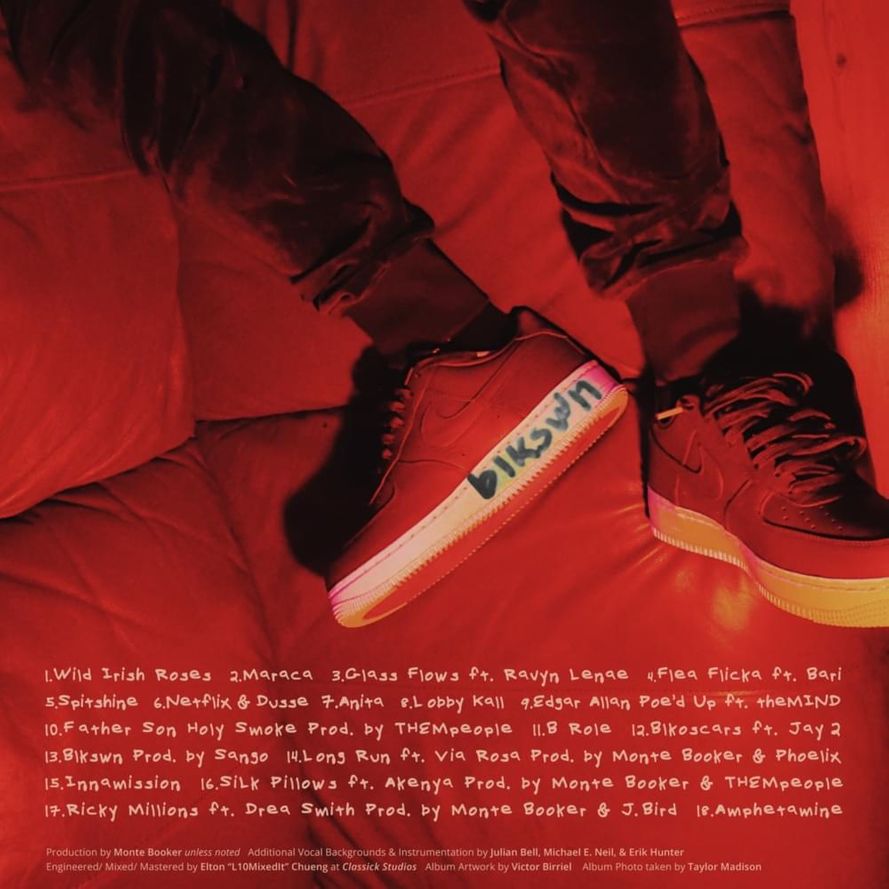 blkswn
1.Wild Irish Roses 2.Maraca 3.Glass Flows ft. Ravyn Lenae 4.Flea Flicka ft. Bari
5.Spitshine 6.Netflix & Dusse 7.Anita 8.Lobby Kall 9.Edgar Allan Poe'd Up ft. theMIND
10.Father Son Holy Smoke Prod. by THEMpeople 11.B Role 12.Blkoscars ft. Jay 2
13.Blkswn Prod. by Sango 14.Long Run ft. Via Rosa Prod. by Monte Booker & Phoelix
15.Innamission 16.SiLk Pillows ft. Akenya Prod. by Monte Booker & THEMpeople
17.Ricky Millions ft. Drea Smith Prod. by Monte Booker & J.Bird 18.Amphetamine
Production by Monte Booker unless noted Additional Vocal Backgrounds & Instrumentation by Julian Bell, Michael E. Neil, & Erik Hunter
Engineered/ Mixed/ Mastered by Elton "L10MixedIt" Chueng at Classick Studios Album Artwork by Victor Birriel Album Photo taken by Taylor Madison